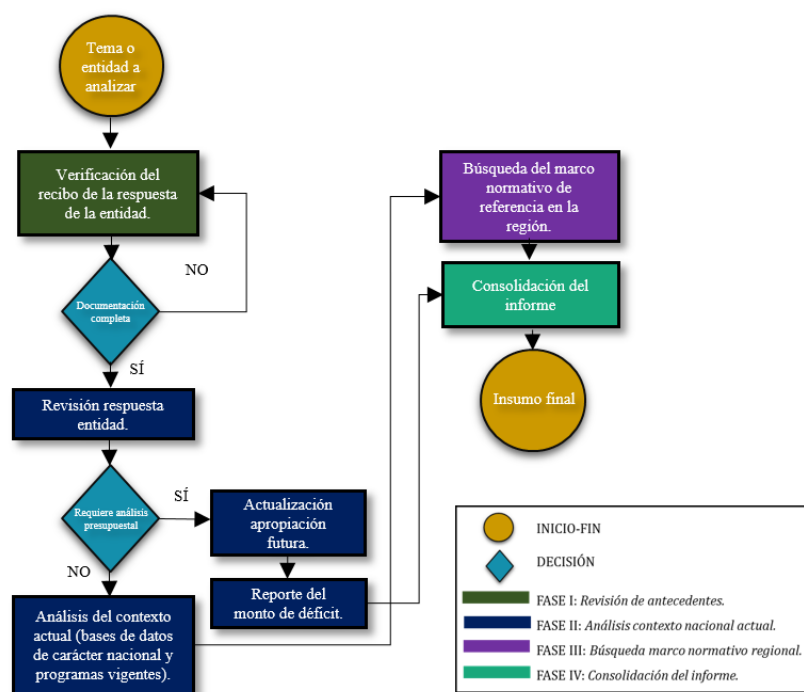 Tema o
entidad a
analizar
Verificación del
recibo de la respuesta
de la entidad.
NO
Documentación
completa
SÍ
Revisión respuesta
entidad.
Requiere análisis
presupuestal
SÍ
NO
Actualización
apropiación
futura.
Reporte del
monto de déficit.
Análisis del contexto
actual (bases de datos
de carácter nacional y
programas vigentes).
Búsqueda del marco
normativo de
referencia en la
región.
Consolidación del
informe
Insumo final
INICIO-FIN
DECISIÓN
FASE I: Revisión de antecedentes.
FASE II: Análisis contexto nacional actual.
FASE III: Búsqueda marco normativo regional.
FASE IV: Consolidación del informe.